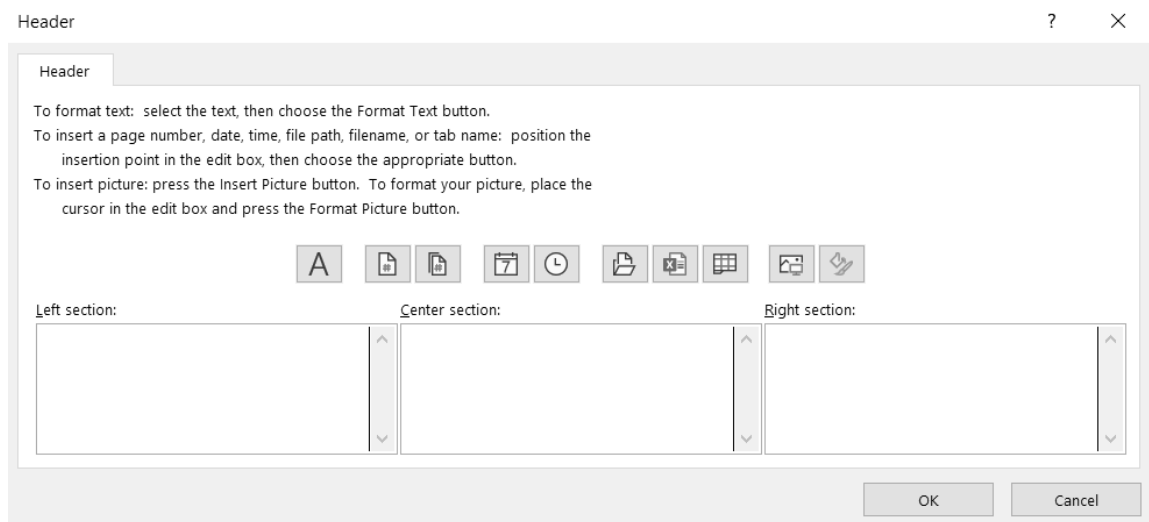 Header
?
Header
To format text:  select the text, then choose the Format Text button.
To insert a page number, date, time, file path, filename, or tab name:  position the
insertion point in the edit box, then choose the appropriate button.
To insert picture: press the Insert Picture button.  To format your picture, place the
cursor in the edit box and press the Format Picture button.
A # # 7 X
Left section: Center section: Right section:
OK Cancel